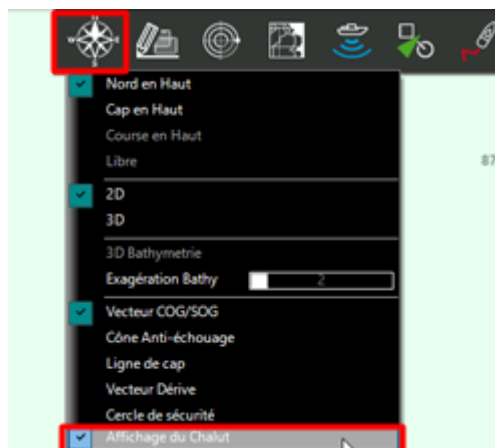 N
W E
S
87
Nord en Haut
Cap en Haut
Course en Haut
Libre
2D
3D
3D Bathymetrie
Exagération Bathy 2
Vecteur COG/SOG
Cône Anti-échouage
Ligne de cap
Vecteur Dérive
Cercle de sécurité
Affichage du Chalut